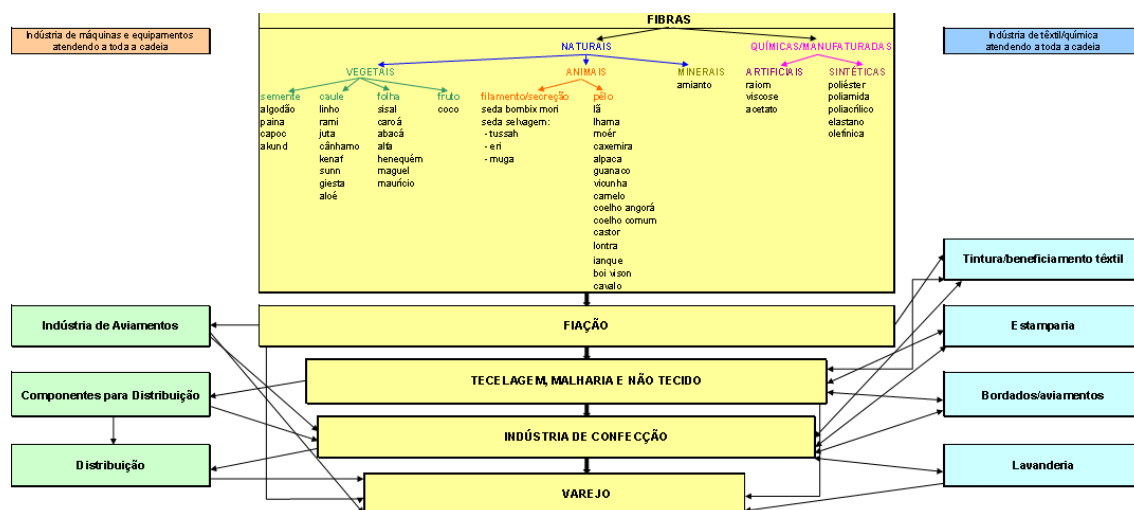 FIBRAS
Indústria de máquinas e equipamentos
atendendo a toda a cadeia
Indústria de têxtil/química
atendendo a toda a cadeia
NATURAIS
QUÍMICAS/MANUFATURADAS
VEGETAIS
ANIMAIS
MINERAIS
amianto
ARTIFICIAIS
raiom
viscose
acetato
SINTÉTICAS
poliéster
poliamida
poliacrílico
elastano
olefínica
semente
algodão
paina
capoc
akund
caule
linho
rami
juta
cânhamo
kenaf
sunn
giesta
aloé
folha
sisal
caroá
abacá
alfa
henequém
maguel
maurício
fruto
coco
filamento/secreção
seda bombix mori
seda selvagem:
- tussah
- eri
- muga
pêlo
lã
lhama
moér
caxemira
alpaca
guanaco
vicunha
camelo
coelho angorá
coelho comum
castor
lontra
ianque
boi vison
cavalo
Tintura/beneficiamento têxtil
Indústria de Aviamentos
FIAÇÃO
Estamparia
TECELAGEM, MALHARIA E NÃO TECIDO
Componentes para Distribuição
Bordados/aviamentos
INDÚSTRIA DE CONFECÇÃO
Distribuição
Lavanderia
VAREJO